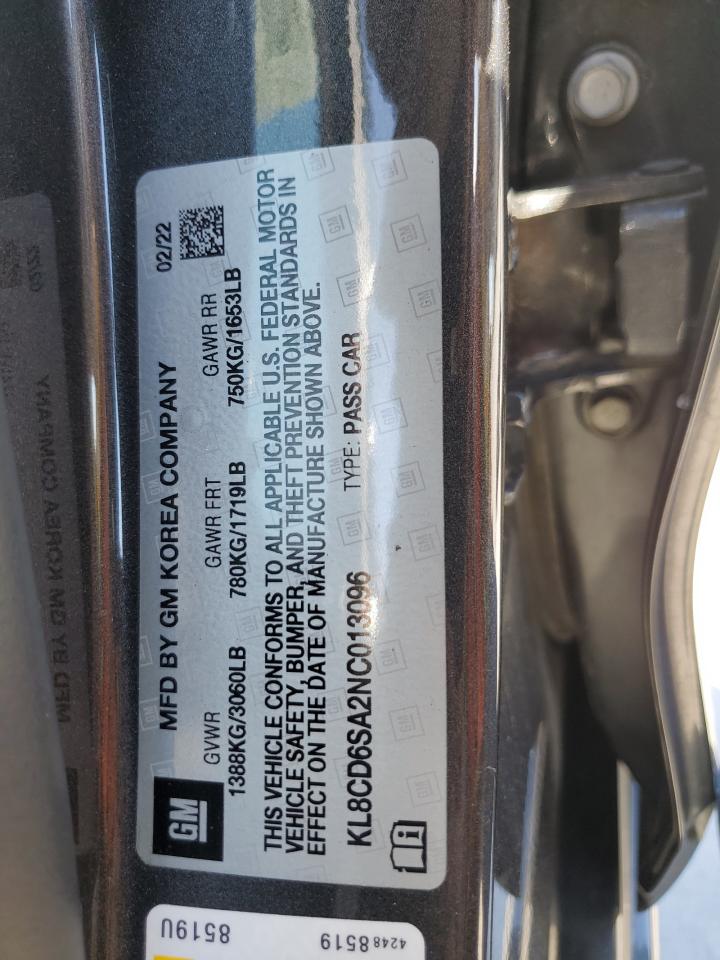 GM
MFD BY GM KOREA COMPANY 02/22
GVWR GAWR FRT GAWR RR
1388KG/3060LB 780KG/1719LB 750KG/1653LB
THIS VEHICLE CONFORMS TO ALL APPLICABLE U.S. FEDERAL MOTOR
VEHICLE SAFETY, BUMPER, AND THEFT PREVENTION STANDARDS IN
EFFECT ON THE DATE OF MANUFACTURE SHOWN ABOVE.
KL8CD6SA2NC013096 TYPE: PASS CAR
8519U
42488519